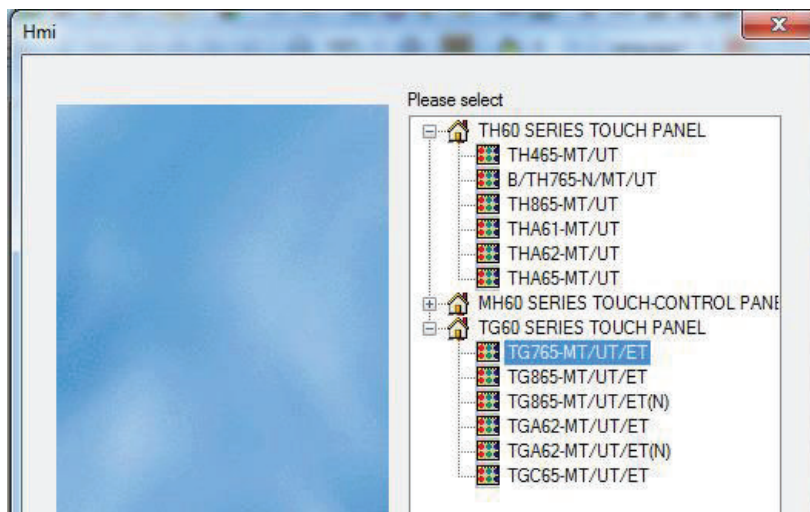 Hmi
Please select
TH60 SERIES TOUCH PANEL
TH465-MT/UT
B/TH765-N/MT/UT
TH865-MT/UT
THA61-MT/UT
THA62-MT/UT
THA65-MT/UT
MH60 SERIES TOUCH-CONTROL PANE
TG60 SERIES TOUCH PANEL
TG765-MT/UT/ET
TG865-MT/UT/ET
TG865-MT/UT/ET(N)
TGA62-MT/UT/ET
TGA62-MT/UT/ET(N)
TGC65-MT/UT/ET